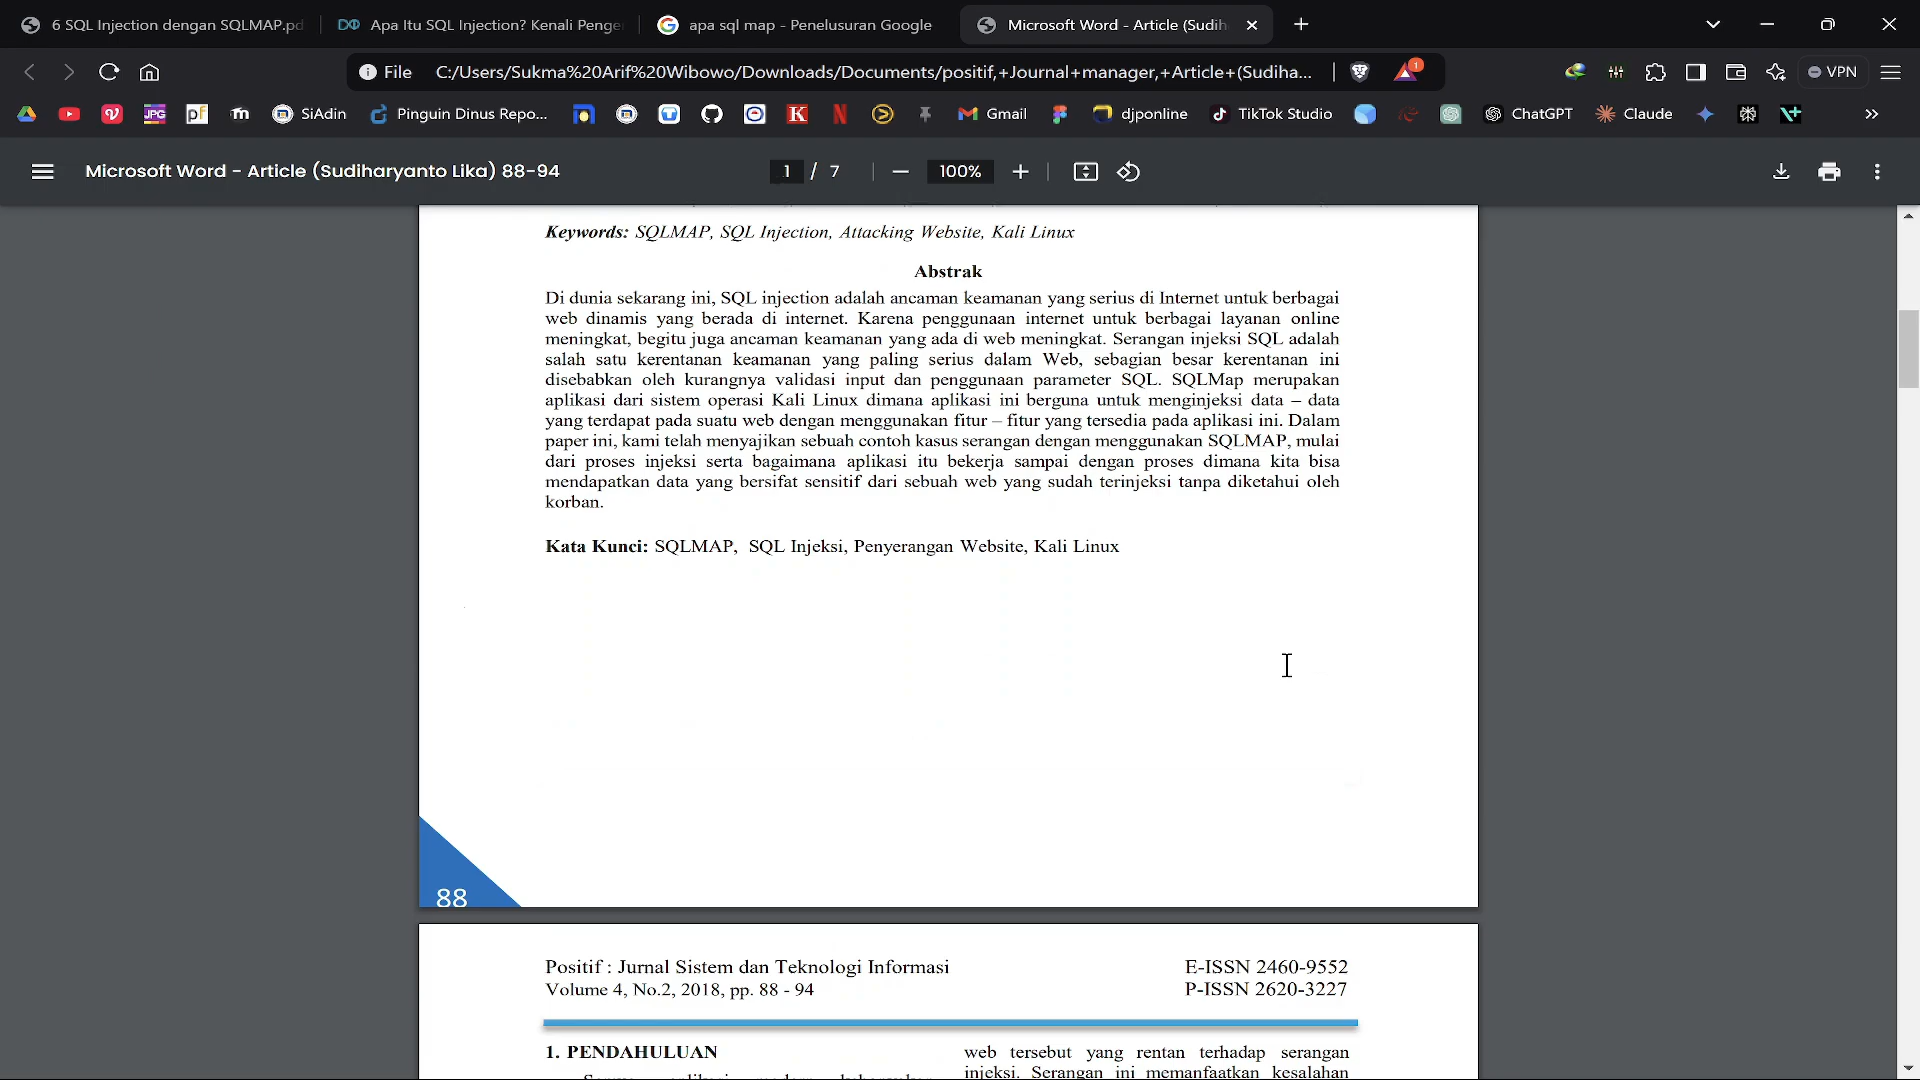 6 SQL Injection dengan SQLMAP.pd
Apa Itu SQL Injection? Kenali Penge
apa sql map - Penelusuran Google
Microsoft Word - Article (Sudih
File C:/Users/Sukma%20Arif%20Wibowo/Downloads/Documents/positif,+Journal+manager,+Article+(Sudiha...
1
VPN
JPG
SiAdin
Pinguin Dinus Repo...
Gmail
djponline
TikTok Studio
ChatGPT
Claude
Microsoft Word - Article (Sudiharyanto Lika) 88-94
1 / 7
100%
Keywords: SQLMAP, SQL Injection, Attacking Website, Kali Linux
Abstrak
Di dunia sekarang ini, SQL injection adalah ancaman keamanan yang serius di Internet untuk berbagai
web dinamis yang berada di internet. Karena penggunaan internet untuk berbagai layanan online
meningkat, begitu juga ancaman keamanan yang ada di web meningkat. Serangan injeksi SQL adalah
salah satu kerentanan keamanan yang paling serius dalam Web, sebagian besar kerentanan ini
disebabkan oleh kurangnya validasi input dan penggunaan parameter SQL. SQLMap merupakan
aplikasi dari sistem operasi Kali Linux dimana aplikasi ini berguna untuk menginjeksi data – data
yang terdapat pada suatu web dengan menggunakan fitur – fitur yang tersedia pada aplikasi ini. Dalam
paper ini, kami telah menyajikan sebuah contoh kasus serangan dengan menggunakan SQLMAP, mulai
dari proses injeksi serta bagaimana aplikasi itu bekerja sampai dengan proses dimana kita bisa
mendapatkan data yang bersifat sensitif dari sebuah web yang sudah terinjeksi tanpa diketahui oleh
korban.
Kata Kunci: SQLMAP, SQL Injeksi, Penyerangan Website, Kali Linux
88
Positif : Jurnal Sistem dan Teknologi Informasi
Volume 4, No.2, 2018, pp. 88 - 94
E-ISSN 2460-9552
P-ISSN 2620-3227
1. PENDAHULUAN
web tersebut yang rentan terhadap serangan
injeksi. Serangan ini memanfaatkan kesalahan